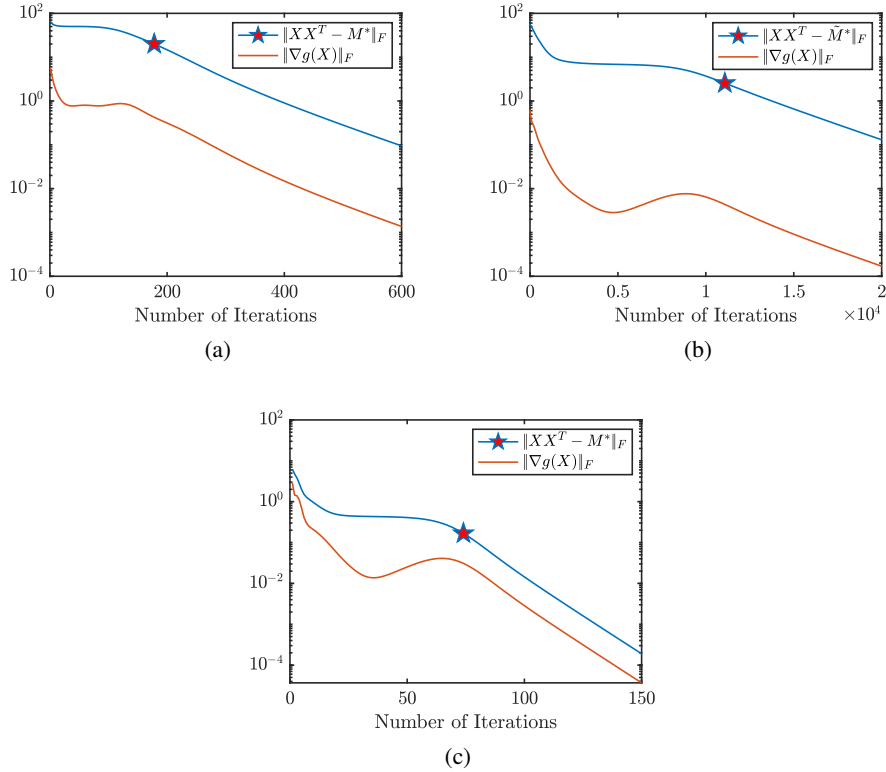 10^2
‖XX^T − M*‖_F
‖∇g(X)‖_F
10^0
10^−2
10^−4
0 200 400 600
Number of Iterations
(a)
10^2
‖XX^T − M̃*‖_F
‖∇g(X)‖_F
10^0
10^−2
10^−4
0 0.5 1 1.5 2
Number of Iterations ×10^4
(b)
10^2
‖XX^T − M*‖_F
‖∇g(X)‖_F
10^0
10^−2
10^−4
0 50 100 150
Number of Iterations
(c)